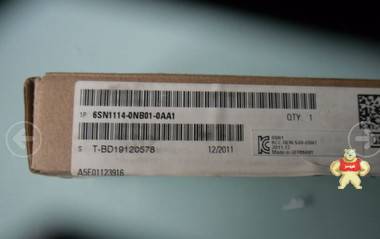 1P 6SN1114-0NB01-0AA1
QTY. 1
S T-BD19120578 12/2011
A5E01123916